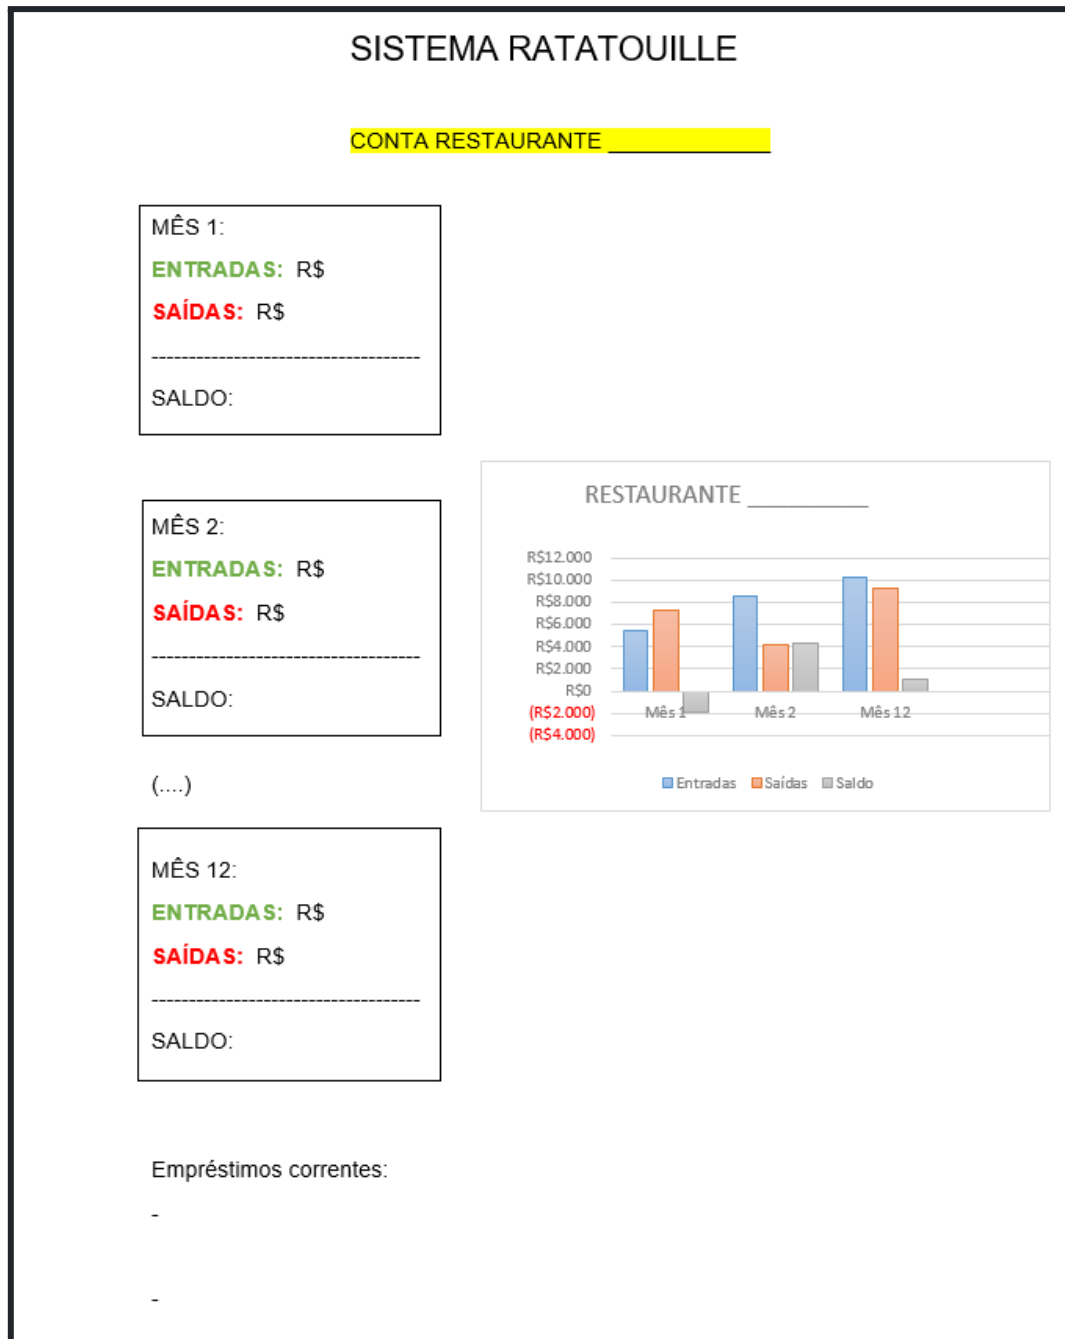 SISTEMA RATATOUILLE
CONTA RESTAURANTE _____________
MÊS 1:
ENTRADAS: R$
SAÍDAS: R$
------------------------------------
SALDO:
MÊS 2:
ENTRADAS: R$
SAÍDAS: R$
------------------------------------
SALDO:
(....)
RESTAURANTE _________
R$12.000
R$10.000
R$8.000
R$6.000
R$4.000
R$2.000
R$0
(R$2.000)
(R$4.000)
Mês 1 Mês 2 Mês 12
Entradas Saídas Saldo
MÊS 12:
ENTRADAS: R$
SAÍDAS: R$
------------------------------------
SALDO:
Empréstimos correntes:
-
-